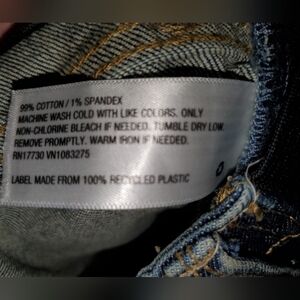 99% COTTON / 1% SPANDEX
MACHINE WASH COLD WITH LIKE COLORS. ONLY
NON-CHLORINE BLEACH IF NEEDED. TUMBLE DRY LOW.
REMOVE PROMPTLY. WARM IRON IF NEEDED.
RN17730 VN1083275
LABEL MADE FROM 100% RECYCLED PLASTIC